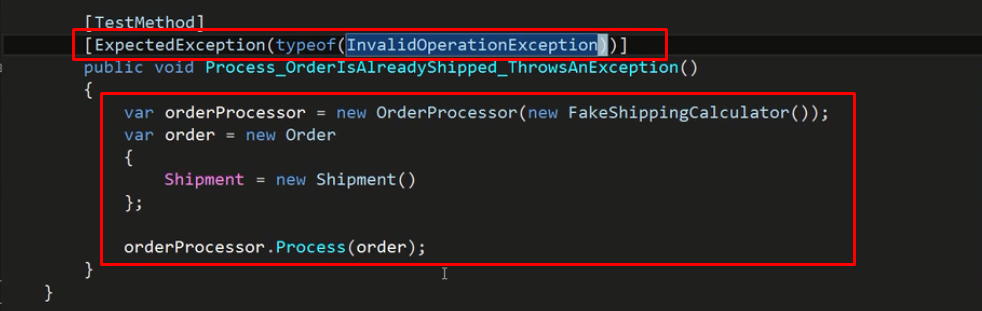 [TestMethod]
[ExpectedException(typeof(InvalidOperationException))]
public void Process_OrderIsAlreadyShipped_ThrowsAnException()
{
var orderProcessor = new OrderProcessor(new FakeShippingCalculator());
var order = new Order
{
Shipment = new Shipment()
};
orderProcessor.Process(order);
}
}